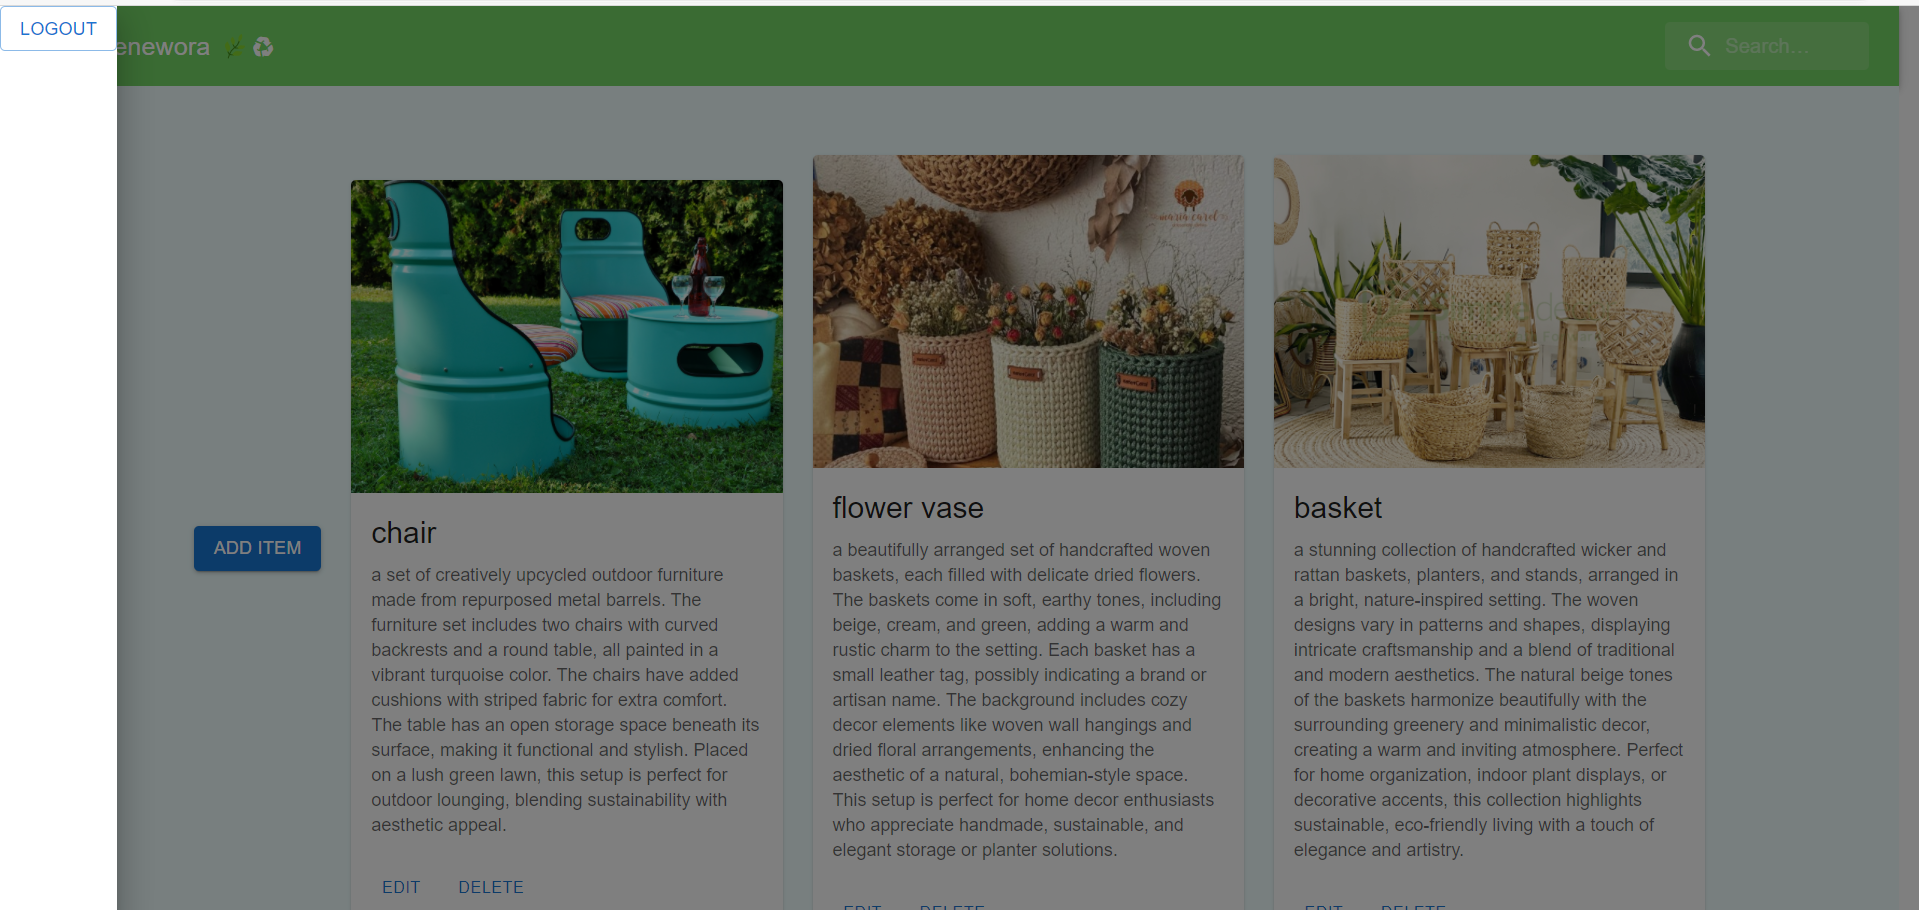 LOGOUT
enewora
Search...
maria carol
chair
a set of creatively upcycled outdoor furniture
made from repurposed metal barrels. The
furniture set includes two chairs with curved
backrests and a round table, all painted in a
vibrant turquoise color. The chairs have added
cushions with striped fabric for extra comfort.
The table has an open storage space beneath its
surface, making it functional and stylish. Placed
on a lush green lawn, this setup is perfect for
outdoor lounging, blending sustainability with
aesthetic appeal.
EDIT DELETE
ADD ITEM
flower vase
a beautifully arranged set of handcrafted woven
baskets, each filled with delicate dried flowers.
The baskets come in soft, earthy tones, including
beige, cream, and green, adding a warm and
rustic charm to the setting. Each basket has a
small leather tag, possibly indicating a brand or
artisan name. The background includes cozy
decor elements like woven wall hangings and
dried floral arrangements, enhancing the
aesthetic of a natural, bohemian-style space.
This setup is perfect for home decor enthusiasts
who appreciate handmade, sustainable, and
elegant storage or planter solutions.
EDIT DELETE
basket
a stunning collection of handcrafted wicker and
rattan baskets, planters, and stands, arranged in
a bright, nature-inspired setting. The woven
designs vary in patterns and shapes, displaying
intricate craftsmanship and a blend of traditional
and modern aesthetics. The natural beige tones
of the baskets harmonize beautifully with the
surrounding greenery and minimalistic decor,
creating a warm and inviting atmosphere. Perfect
for home organization, indoor plant displays, or
decorative accents, this collection highlights
sustainable, eco-friendly living with a touch of
elegance and artistry.
EDIT DELETE